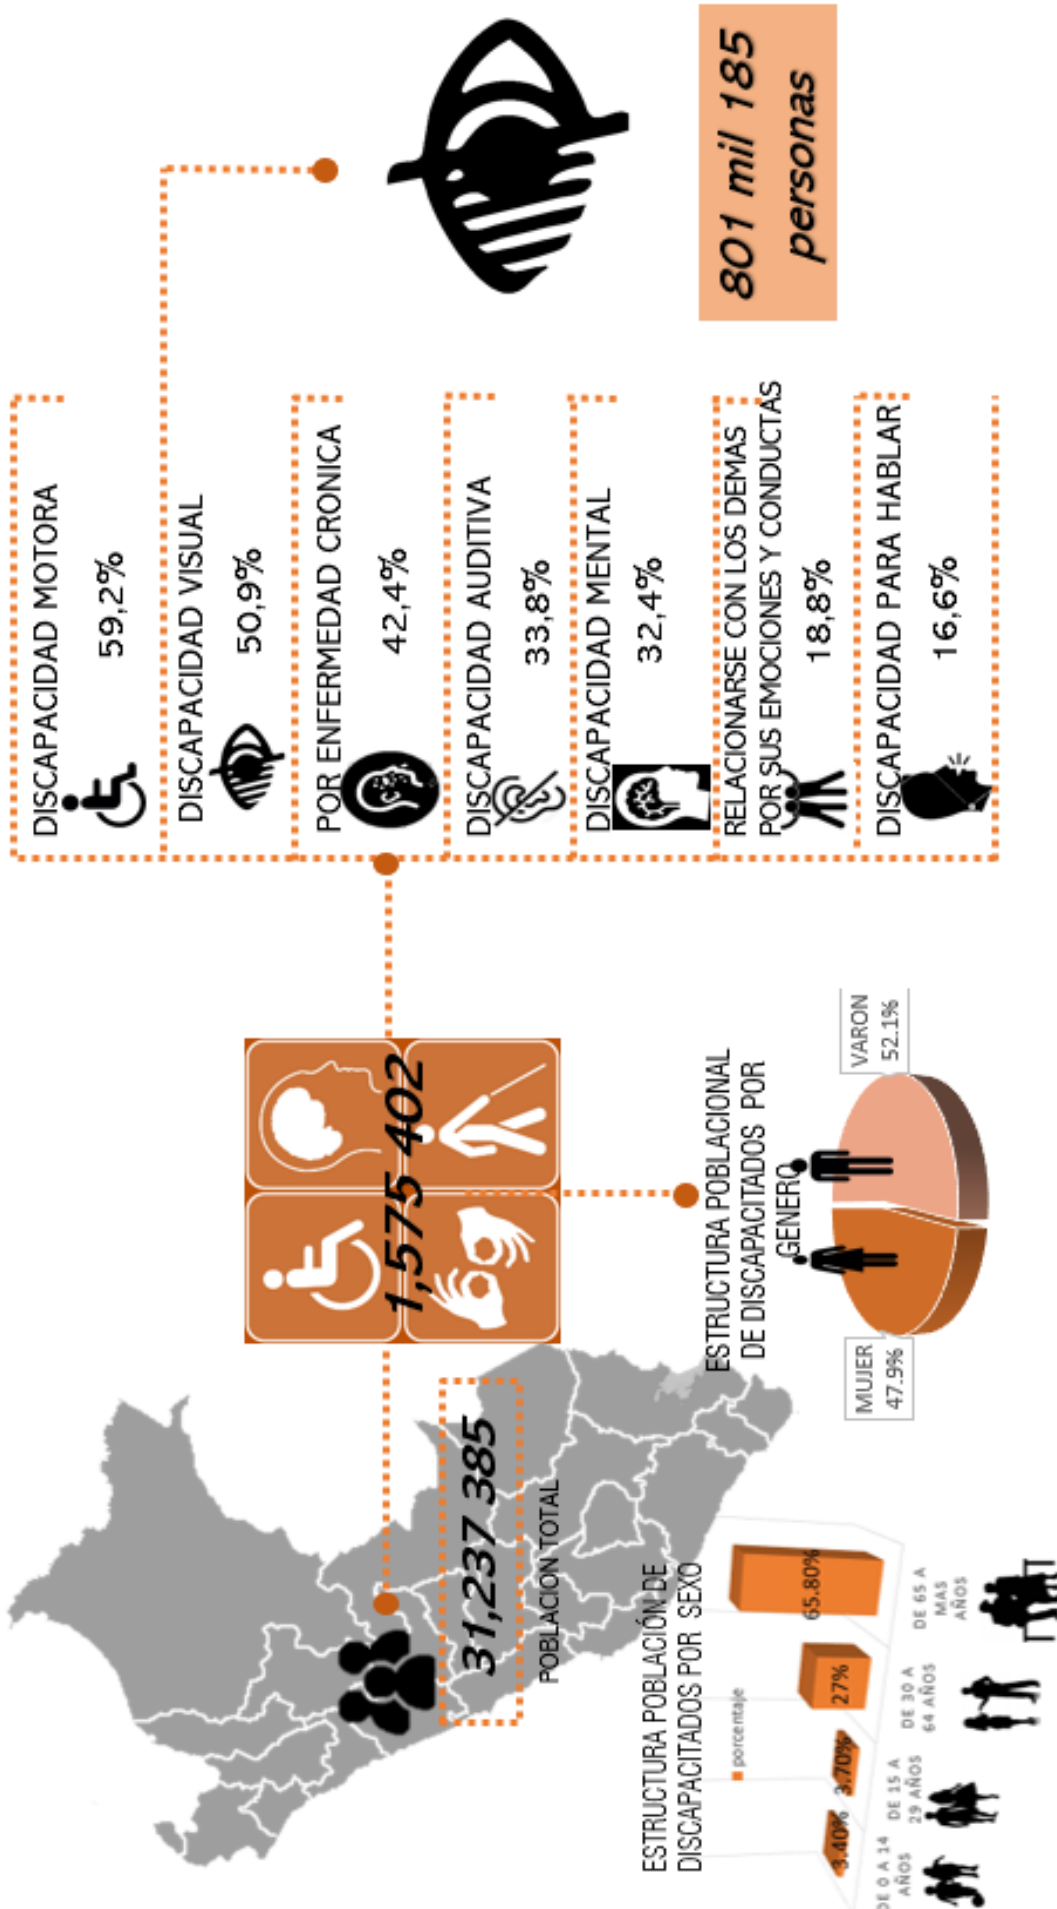 31,237 385
POBLACION TOTAL
1,575 402
DISCAPACIDAD MOTORA
59,2%
DISCAPACIDAD VISUAL
50,9%
POR ENFERMEDAD CRONICA
42,4%
DISCAPACIDAD AUDITIVA
33,8%
DISCAPACIDAD MENTAL
32,4%
RELACIONARSE CON LOS DEMAS
POR SUS EMOCIONES Y CONDUCTAS
18,8%
DISCAPACIDAD PARA HABLAR
16,6%
801 mil 185
personas
ESTRUCTURA POBLACIÓN DE
DISCAPACITADOS POR SEXO
porcentaje
3.40%
3.70%
27%
65.80%
DE 0 A 14
AÑOS
DE 15 A
29 AÑOS
DE 30 A
64 AÑOS
DE 65 A
MAS
AÑOS
ESTRUCTURA POBLACIONAL
DE DISCAPACITADOS POR
GENERO
MUJER
47.9%
VARON
52.1%